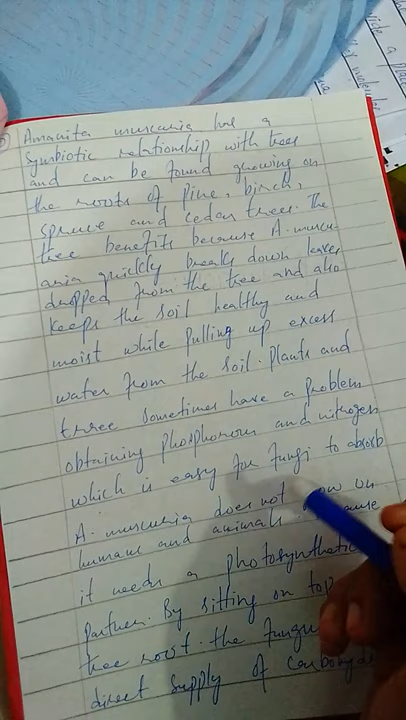 Amanita muscaria has a
symbiotic relationship with trees
and can be found growing on
the roots of pine, birch,
spruce and cedar trees. The
tree benefits because A. musc-
aria quickly breaks down leaves
dropped from the tree and also
keeps the soil healthy and
moist while pulling up excess
water from the soil. Plants and
tree sometimes have a problem
obtaining phosphorous and nitrogen
which is easy for fungi to absorb
A. muscaria does not on
humans and animals.
it needs a photosynthetic
partner. By sitting on top
tree root. the
direct supply of